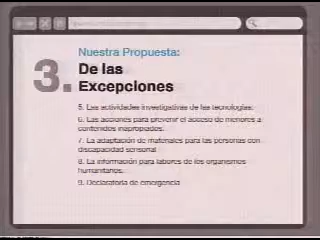 Nuestra Propuesta:
3. De las
Excepciones
5. Las actividades investigativas de las tecnologías.
6. Las acciones para prevenir el acceso de menores a
contenidos inapropiados.
7. La adaptación de materiales para las personas con
discapacidad sensorial
8. La información para labores de los organismos
humanitarios.
9. Declaratoria de emergencia